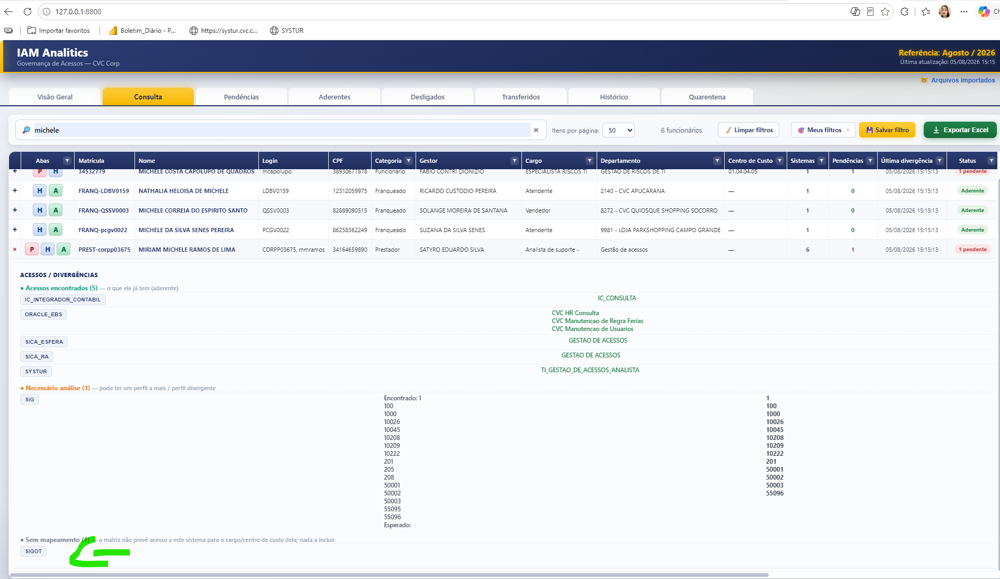 127.0.0.1:8800
Importar favoritos
Boletim_Diário - P...
https://systur.cvc.c...
SYSTUR
IAM Analitics
Governança de Acessos — CVC Corp
Referência: Agosto / 2026
Última atualização: 05/08/2026 15:15
Arquivos importados
Visão Geral
Consulta
Pendências
Aderentes
Desligados
Transferidos
Histórico
Quarentena
michele
Itens por página: 50
6 funcionários
Limpar filtros
Meus filtros
Salvar filtro
Exportar Excel
Abas Matrícula Nome Login CPF Categoria Gestor Cargo Departamento Centro de Custo Sistemas Pendências Última divergência Status
+ P H 34532779 MICHELE COSTA CAPOLUPO DE QUADROS mcapolupo 38930677878 Funcionário FABIO CONTRI DIONIZIO ESPECIALISTA RISCOS TI GESTAO DE RISCOS DE TI 01.04.04.05 1 1 05/08/2026 15:15:13 1 pendente
+ H A FRANQ-LDBV0159 NATHALIA HELOISA DE MICHELE LDBV0159 12312059975 Franqueado RICARDO CUSTODIO PEREIRA Atendente 2140 - CVC APUCARANA — 1 0 05/08/2026 15:15:13 Aderente
+ H A FRANQ-QSSV0003 MICHELE CORREIA DO ESPIRITO SANTO QSSV0003 82889090515 Franqueado SOLANGE MOREIRA DE SANTANA Vendedor 8272 - CVC QUIOSQUE SHOPPING SOCORRO — 1 0 05/08/2026 15:15:13 Aderente
+ H A FRANQ-pcgv0022 MICHELE DA SILVA SENES PEREIRA PCGV0022 86258362249 Franqueado SUZANA DA SILVA SENES Atendente 9981 - LOJA PARKSHOPPING CAMPO GRANDE — 1 0 05/08/2026 15:15:13 Aderente
× P H A PREST-corpp03675 MIRIAM MICHELE RAMOS DE LIMA CORPP03675, mmramos 34164659890 Prestador SATYRO EDUARDO SILVA Analista de suporte - Gestão de acessos — 6 1 05/08/2026 15:15:13 1 pendente
ACESSOS / DIVERGÊNCIAS
● Acessos encontrados (5) — o que ele já tem (aderente)
IC_INTEGRADOR_CONTABIL IC_CONSULTA
ORACLE_EBS CVC HR Consulta
CVC Manutencao de Regra Ferias
CVC Manutencao de Usuarios
SICA_ESFERA GESTAO DE ACESSOS
SICA_RA GESTAO DE ACESSOS
SYSTUR TI_GESTAO_DE_ACESSOS_ANALISTA
● Necessário análise (1) — pode ter um perfil a mais / perfil divergente
SIG Encontrado: 1 1
100 100
1000 1000
10026 10026
10045 10045
10208 10208
10209 10209
10222 10222
201 201
205 50001
208 50002
50001 50003
50002 55096
50003
55095
55096
Esperado:
● Sem mapeamento (1) — a matriz não prevê acesso a este sistema para o cargo/centro de custo dela; nada a incluir
SIGOT